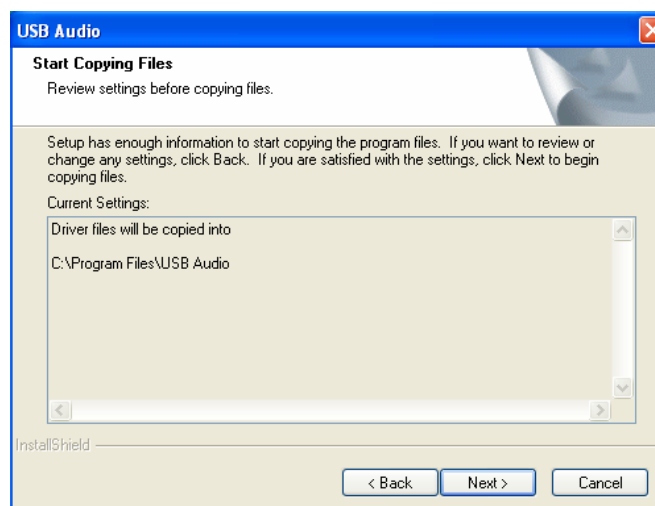 USB Audio
Start Copying Files
Review settings before copying files.
Setup has enough information to start copying the program files. If you want to review or
change any settings, click Back. If you are satisfied with the settings, click Next to begin
copying files.
Current Settings:
Driver files will be copied into
C:\Program Files\USB Audio
InstallShield
< Back
Next >
Cancel